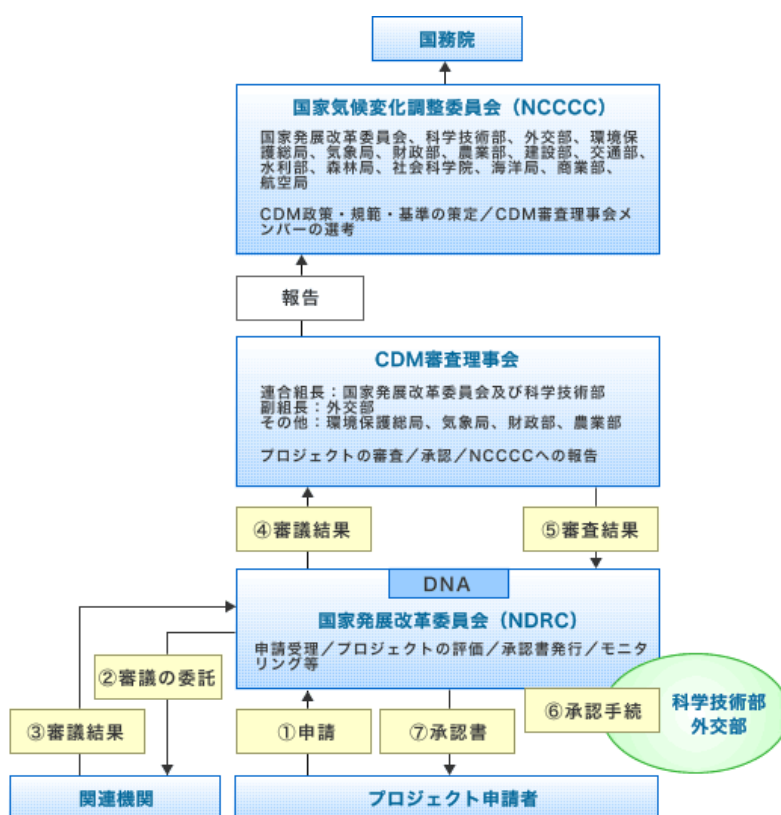 国務院
国家気候変化調整委員会（NCCCC）
国家発展改革委員会、科学技術部、外交部、環境保
護総局、気象局、財政部、農業部、建設部、交通部、
水利部、森林局、社会科学院、海洋局、商業部、
航空局
CDM政策・規範・基準の策定／CDM審査理事会メ
ンバーの選考
報告
CDM審査理事会
連合組長：国家発展改革委員会及び科学技術部
副組長：外交部
その他：環境保護総局、気象局、財政部、農業部
プロジェクトの審査／承認／NCCCCへの報告
④審議結果
⑤審査結果
DNA
国家発展改革委員会（NDRC）
申請受理／プロジェクトの評価／承認書発行／モニタ
リング等
②審議の委託
⑥承認手続
科学技術部
外交部
③審議結果
①申請
⑦承認書
関連機関
プロジェクト申請者